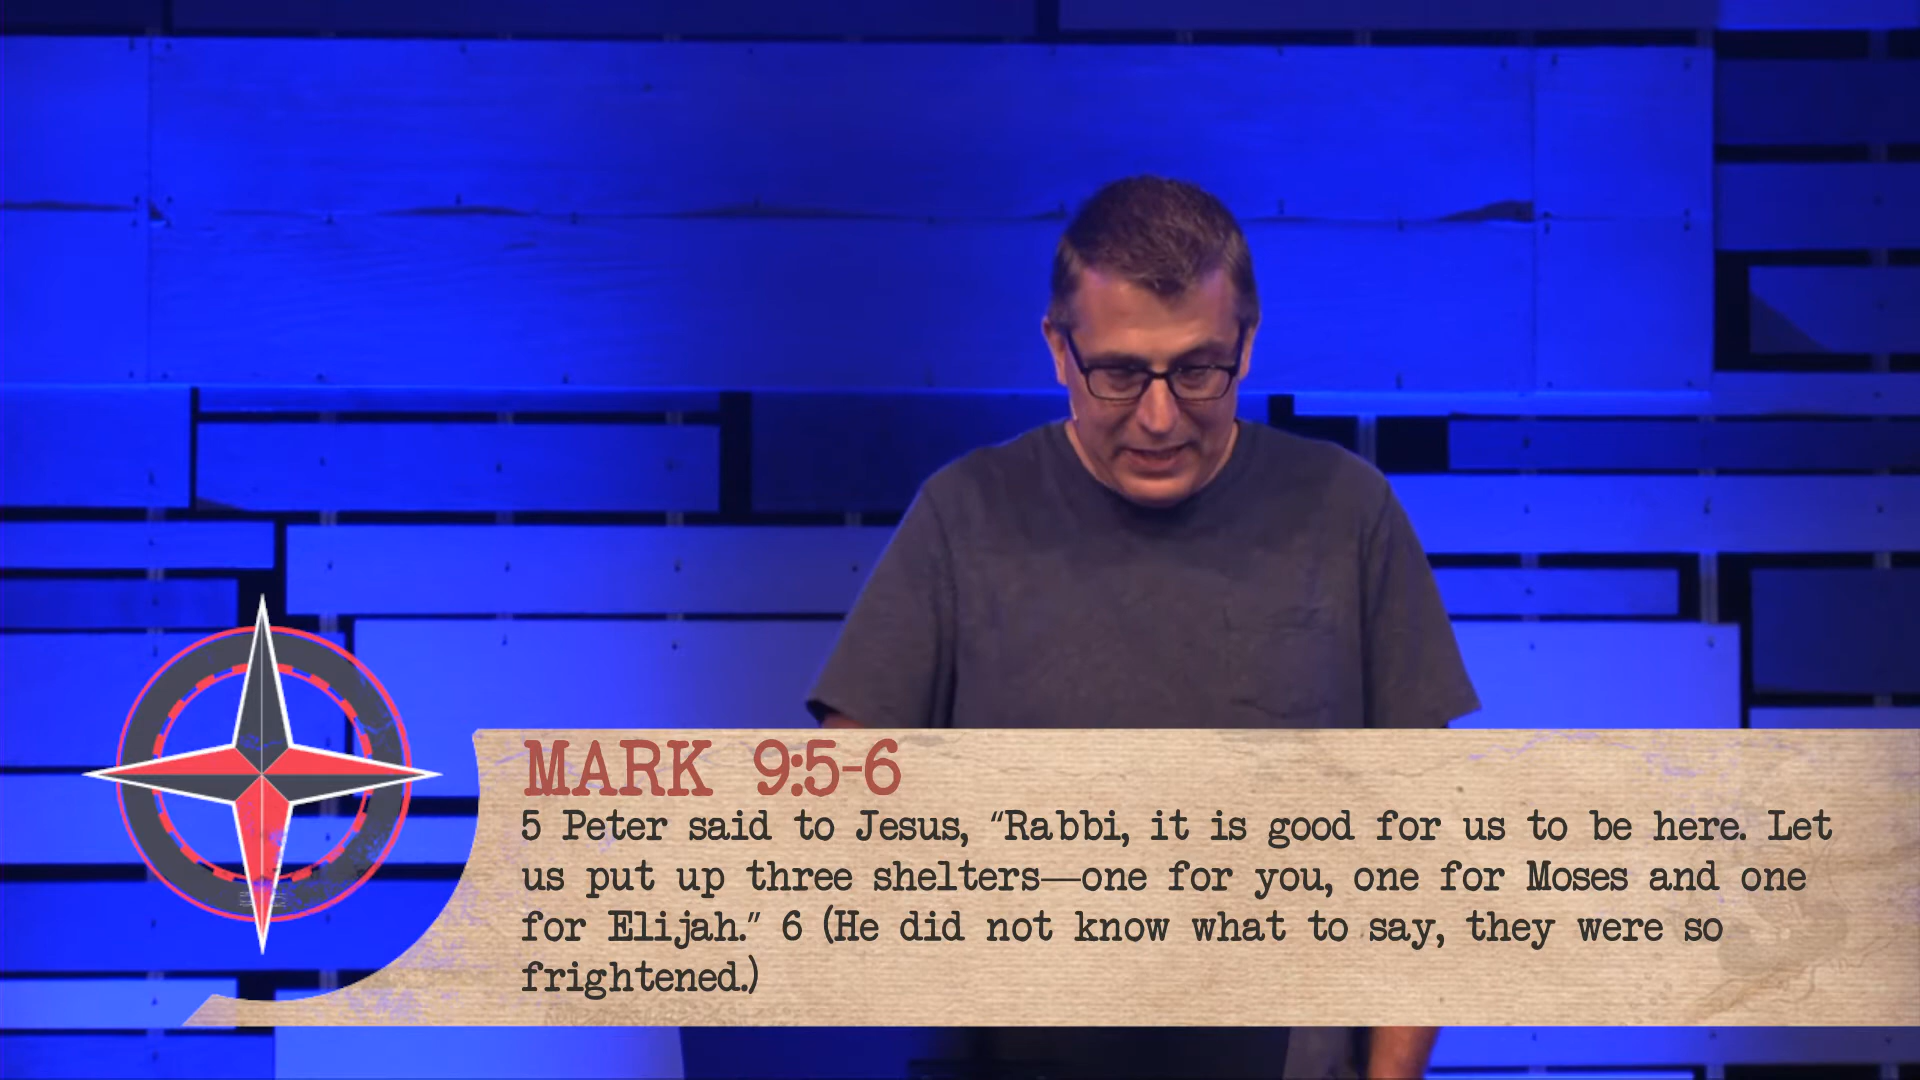 MARK 9:5-6
5 Peter said to Jesus, “Rabbi, it is good for us to be here. Let
us put up three shelters—one for you, one for Moses and one
for Elijah.” 6 (He did not know what to say, they were so
frightened.)